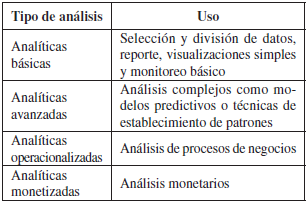 Tipo de análisis
Uso
Analíticas
básicas
Selección y división de datos,
reporte, visualizaciones simples
y monitoreo básico
Analíticas
avanzadas
Análisis complejos como mo-
delos predictivos o técnicas de
establecimiento de patrones
Analíticas
operacionalizadas
Análisis de procesos de negocios
Analíticas
monetizadas
Análisis monetarios